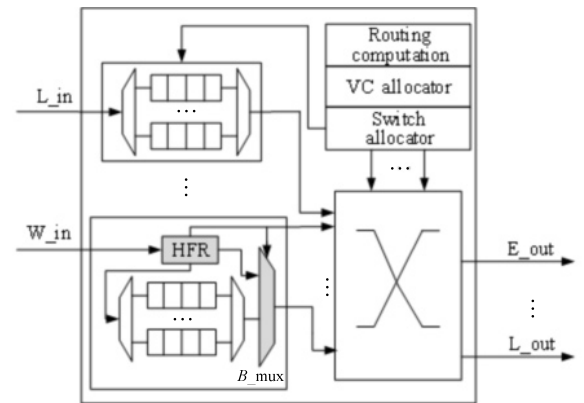 Routing
computation
VC allocator
Switch
allocator
L_in
...
...
...
W_in
HFR
...
...
B_mux
E_out
...
L_out